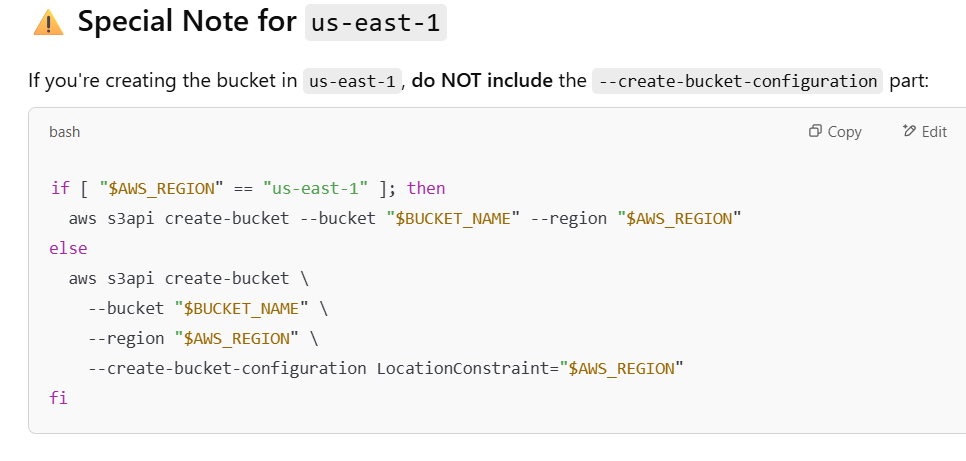 ⚠️ Special Note for us-east-1
If you're creating the bucket in us-east-1, do NOT include the --create-bucket-configuration part:
bash Copy Edit
if [ "$AWS_REGION" == "us-east-1" ]; then
  aws s3api create-bucket --bucket "$BUCKET_NAME" --region "$AWS_REGION"
else
  aws s3api create-bucket \
    --bucket "$BUCKET_NAME" \
    --region "$AWS_REGION" \
    --create-bucket-configuration LocationConstraint="$AWS_REGION"
fi